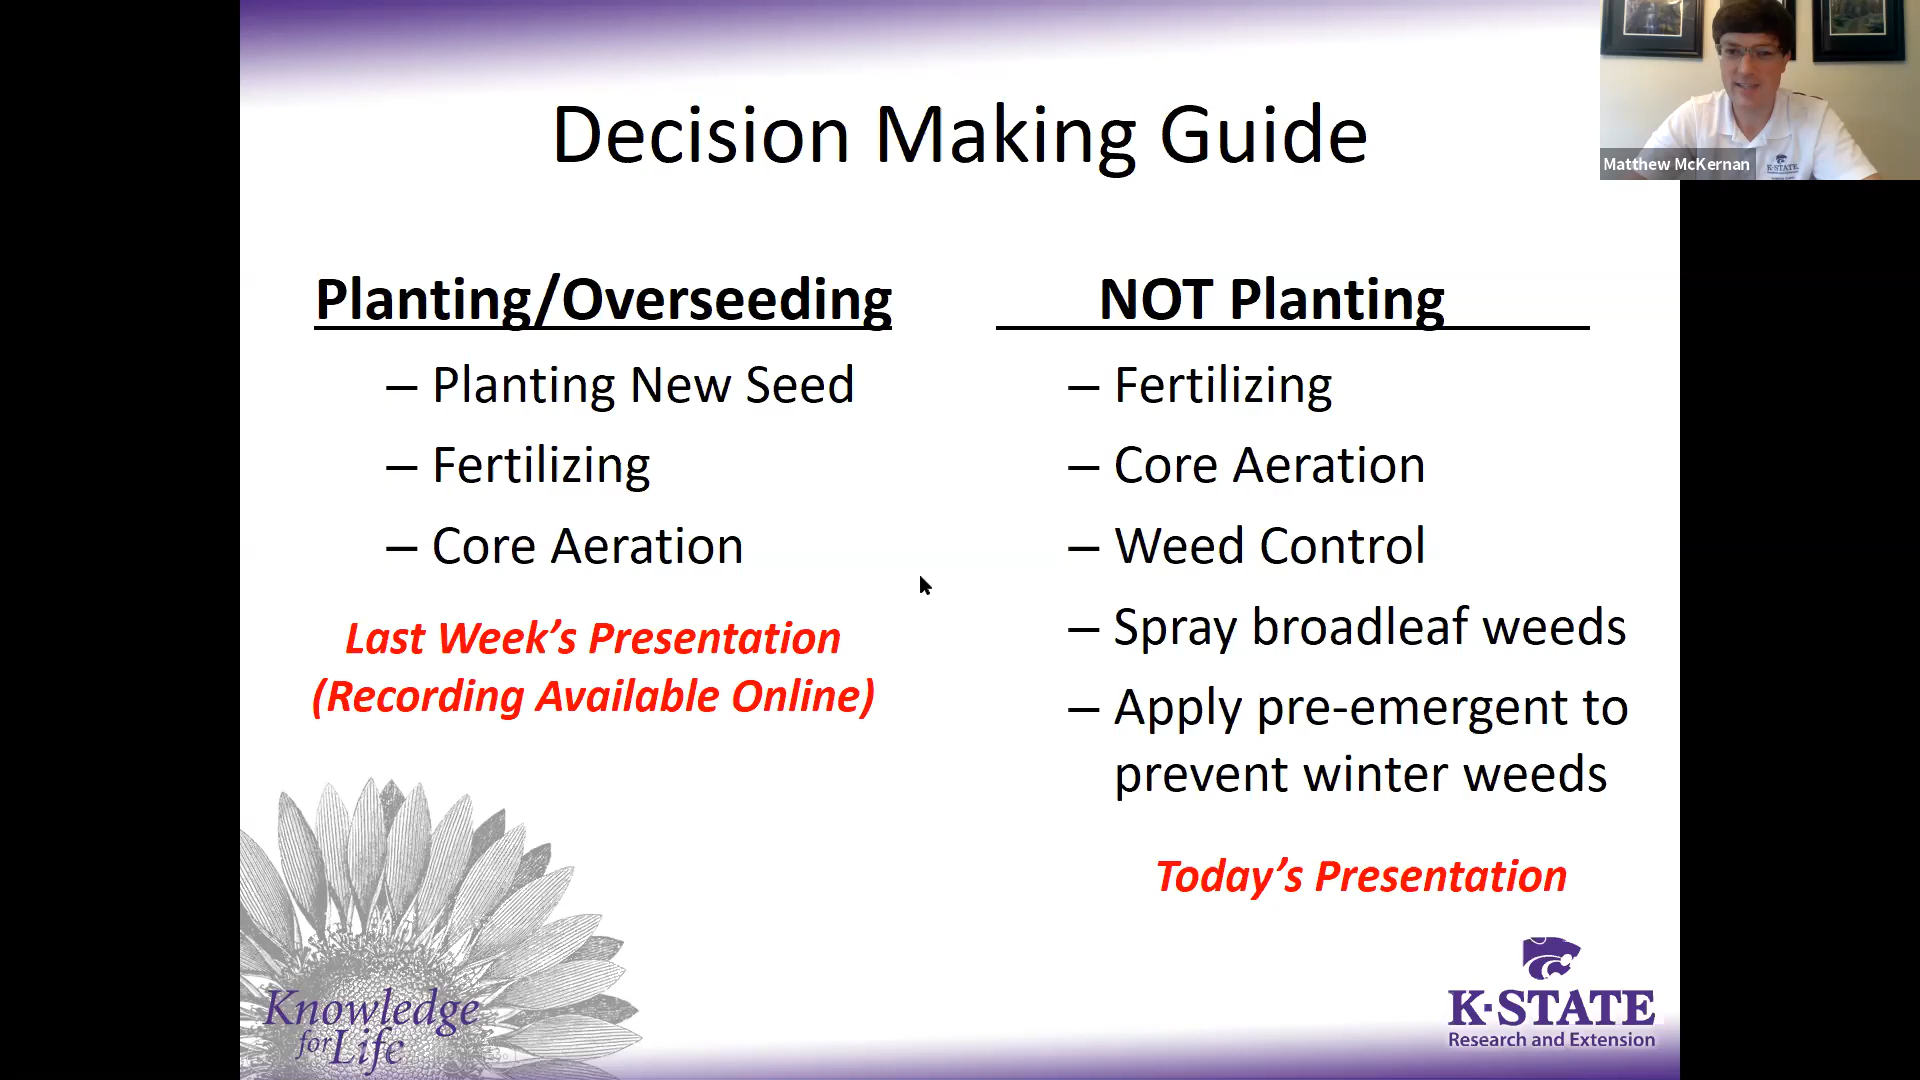 Decision Making Guide
Matthew McKernan
K-STATE
Planting/Overseeding
– Planting New Seed
– Fertilizing
– Core Aeration
Last Week’s Presentation
(Recording Available Online)
NOT Planting
– Fertilizing
– Core Aeration
– Weed Control
– Spray broadleaf weeds
– Apply pre-emergent to
prevent winter weeds
Today’s Presentation
Knowledge
for Life
K-STATE
Research and Extension